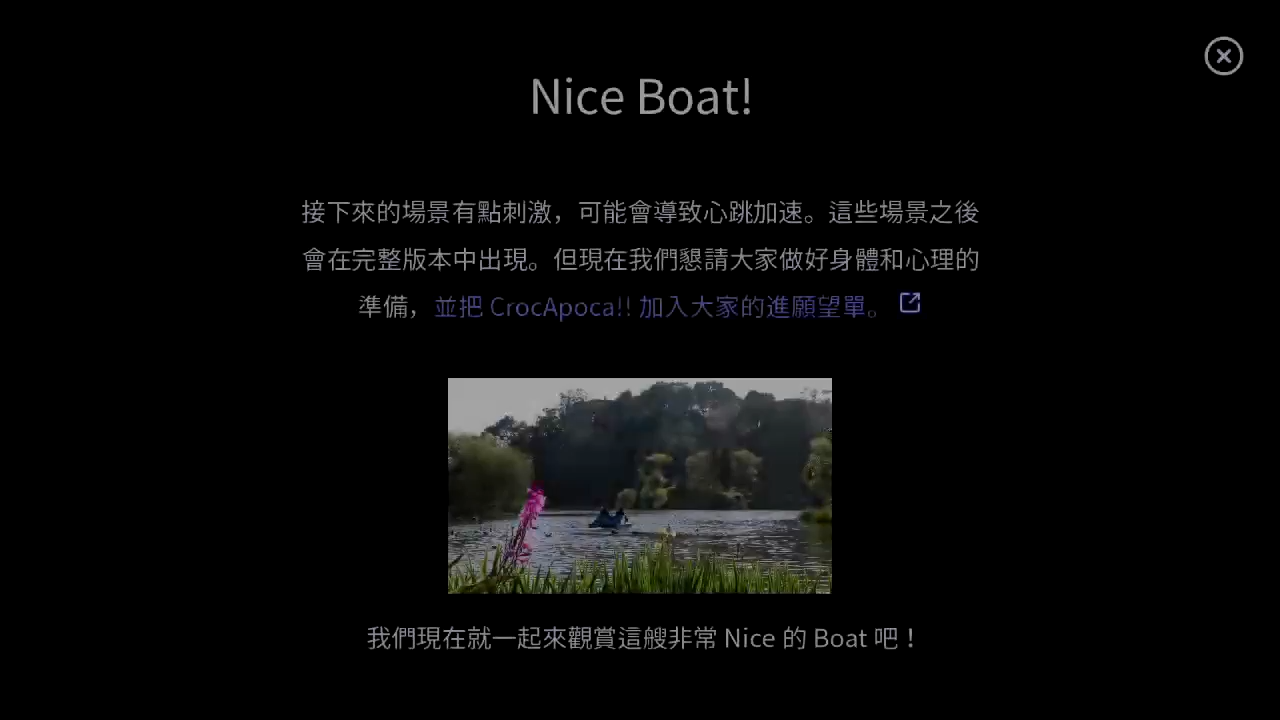 Nice Boat!
接下來的場景有點刺激，可能會導致心跳加速。這些場景之後
會在完整版本中出現。但現在我們懇請大家做好身體和心理的
準備，並把 CrocApoca!! 加入大家的進願望單。
我們現在就一起來觀賞這艘非常 Nice 的 Boat 吧！